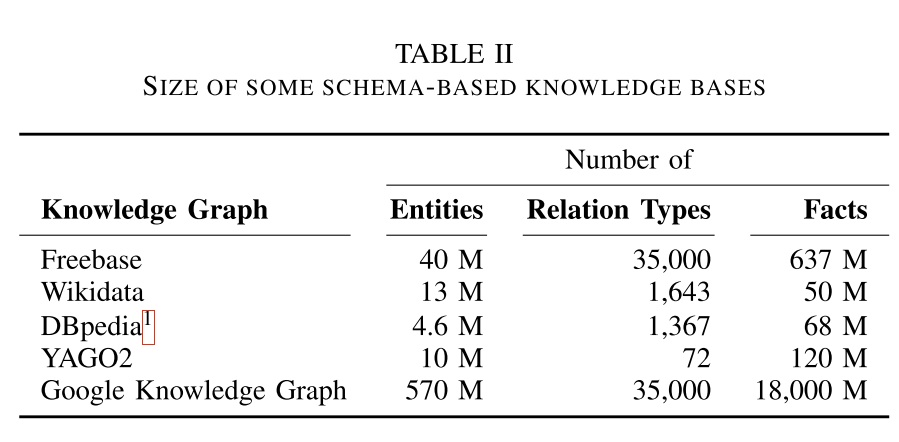 TABLE II
SIZE OF SOME SCHEMA-BASED KNOWLEDGE BASES
Number of
Knowledge Graph Entities Relation Types Facts
Freebase 40 M 35,000 637 M
Wikidata 13 M 1,643 50 M
DBpedia1 4.6 M 1,367 68 M
YAGO2 10 M 72 120 M
Google Knowledge Graph 570 M 35,000 18,000 M